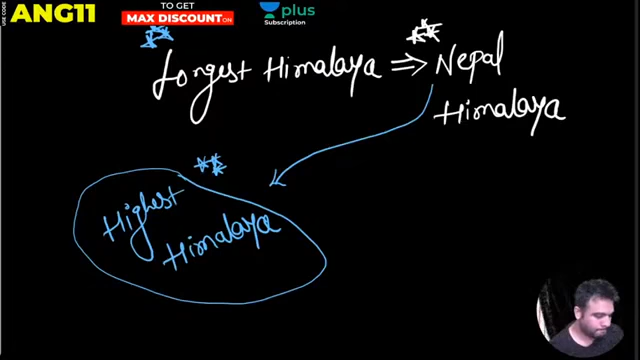 USE CODE
ANG11
TO GET
MAX DISCOUNT ON
plus
Subscription
Longest Himalaya ⇒ Nepal
Himalaya
Highest
Himalaya